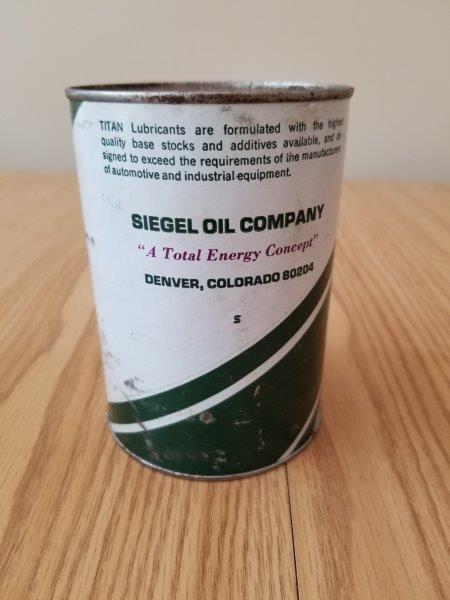 TITAN Lubricants are formulated with the highest
quality base stocks and additives available, and de
signed to exceed the requirements of the manufacturers
of automotive and industrial equipment.
SIEGEL OIL COMPANY
"A Total Energy Concept"
DENVER, COLORADO 80204
S